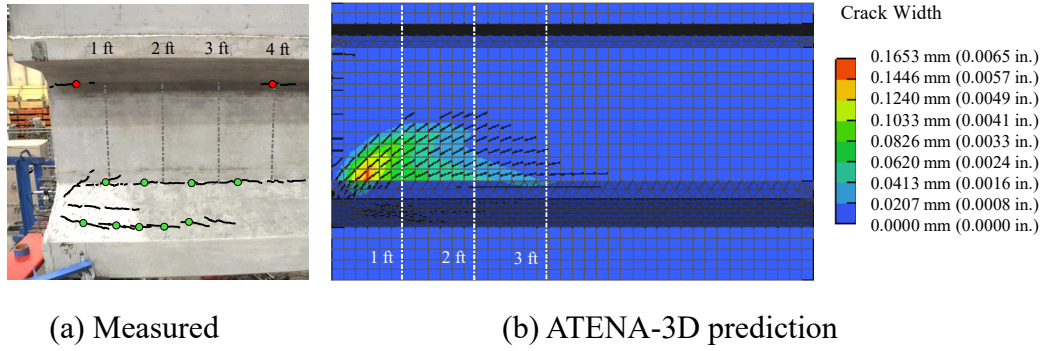 1 ft 2 ft 3 ft 4 ft
1 ft 2 ft 3 ft
Crack Width
0.1653 mm (0.0065 in.)
0.1446 mm (0.0057 in.)
0.1240 mm (0.0049 in.)
0.1033 mm (0.0041 in.)
0.0826 mm (0.0033 in.)
0.0620 mm (0.0024 in.)
0.0413 mm (0.0016 in.)
0.0207 mm (0.0008 in.)
0.0000 mm (0.0000 in.)
(a) Measured
(b) ATENA-3D prediction